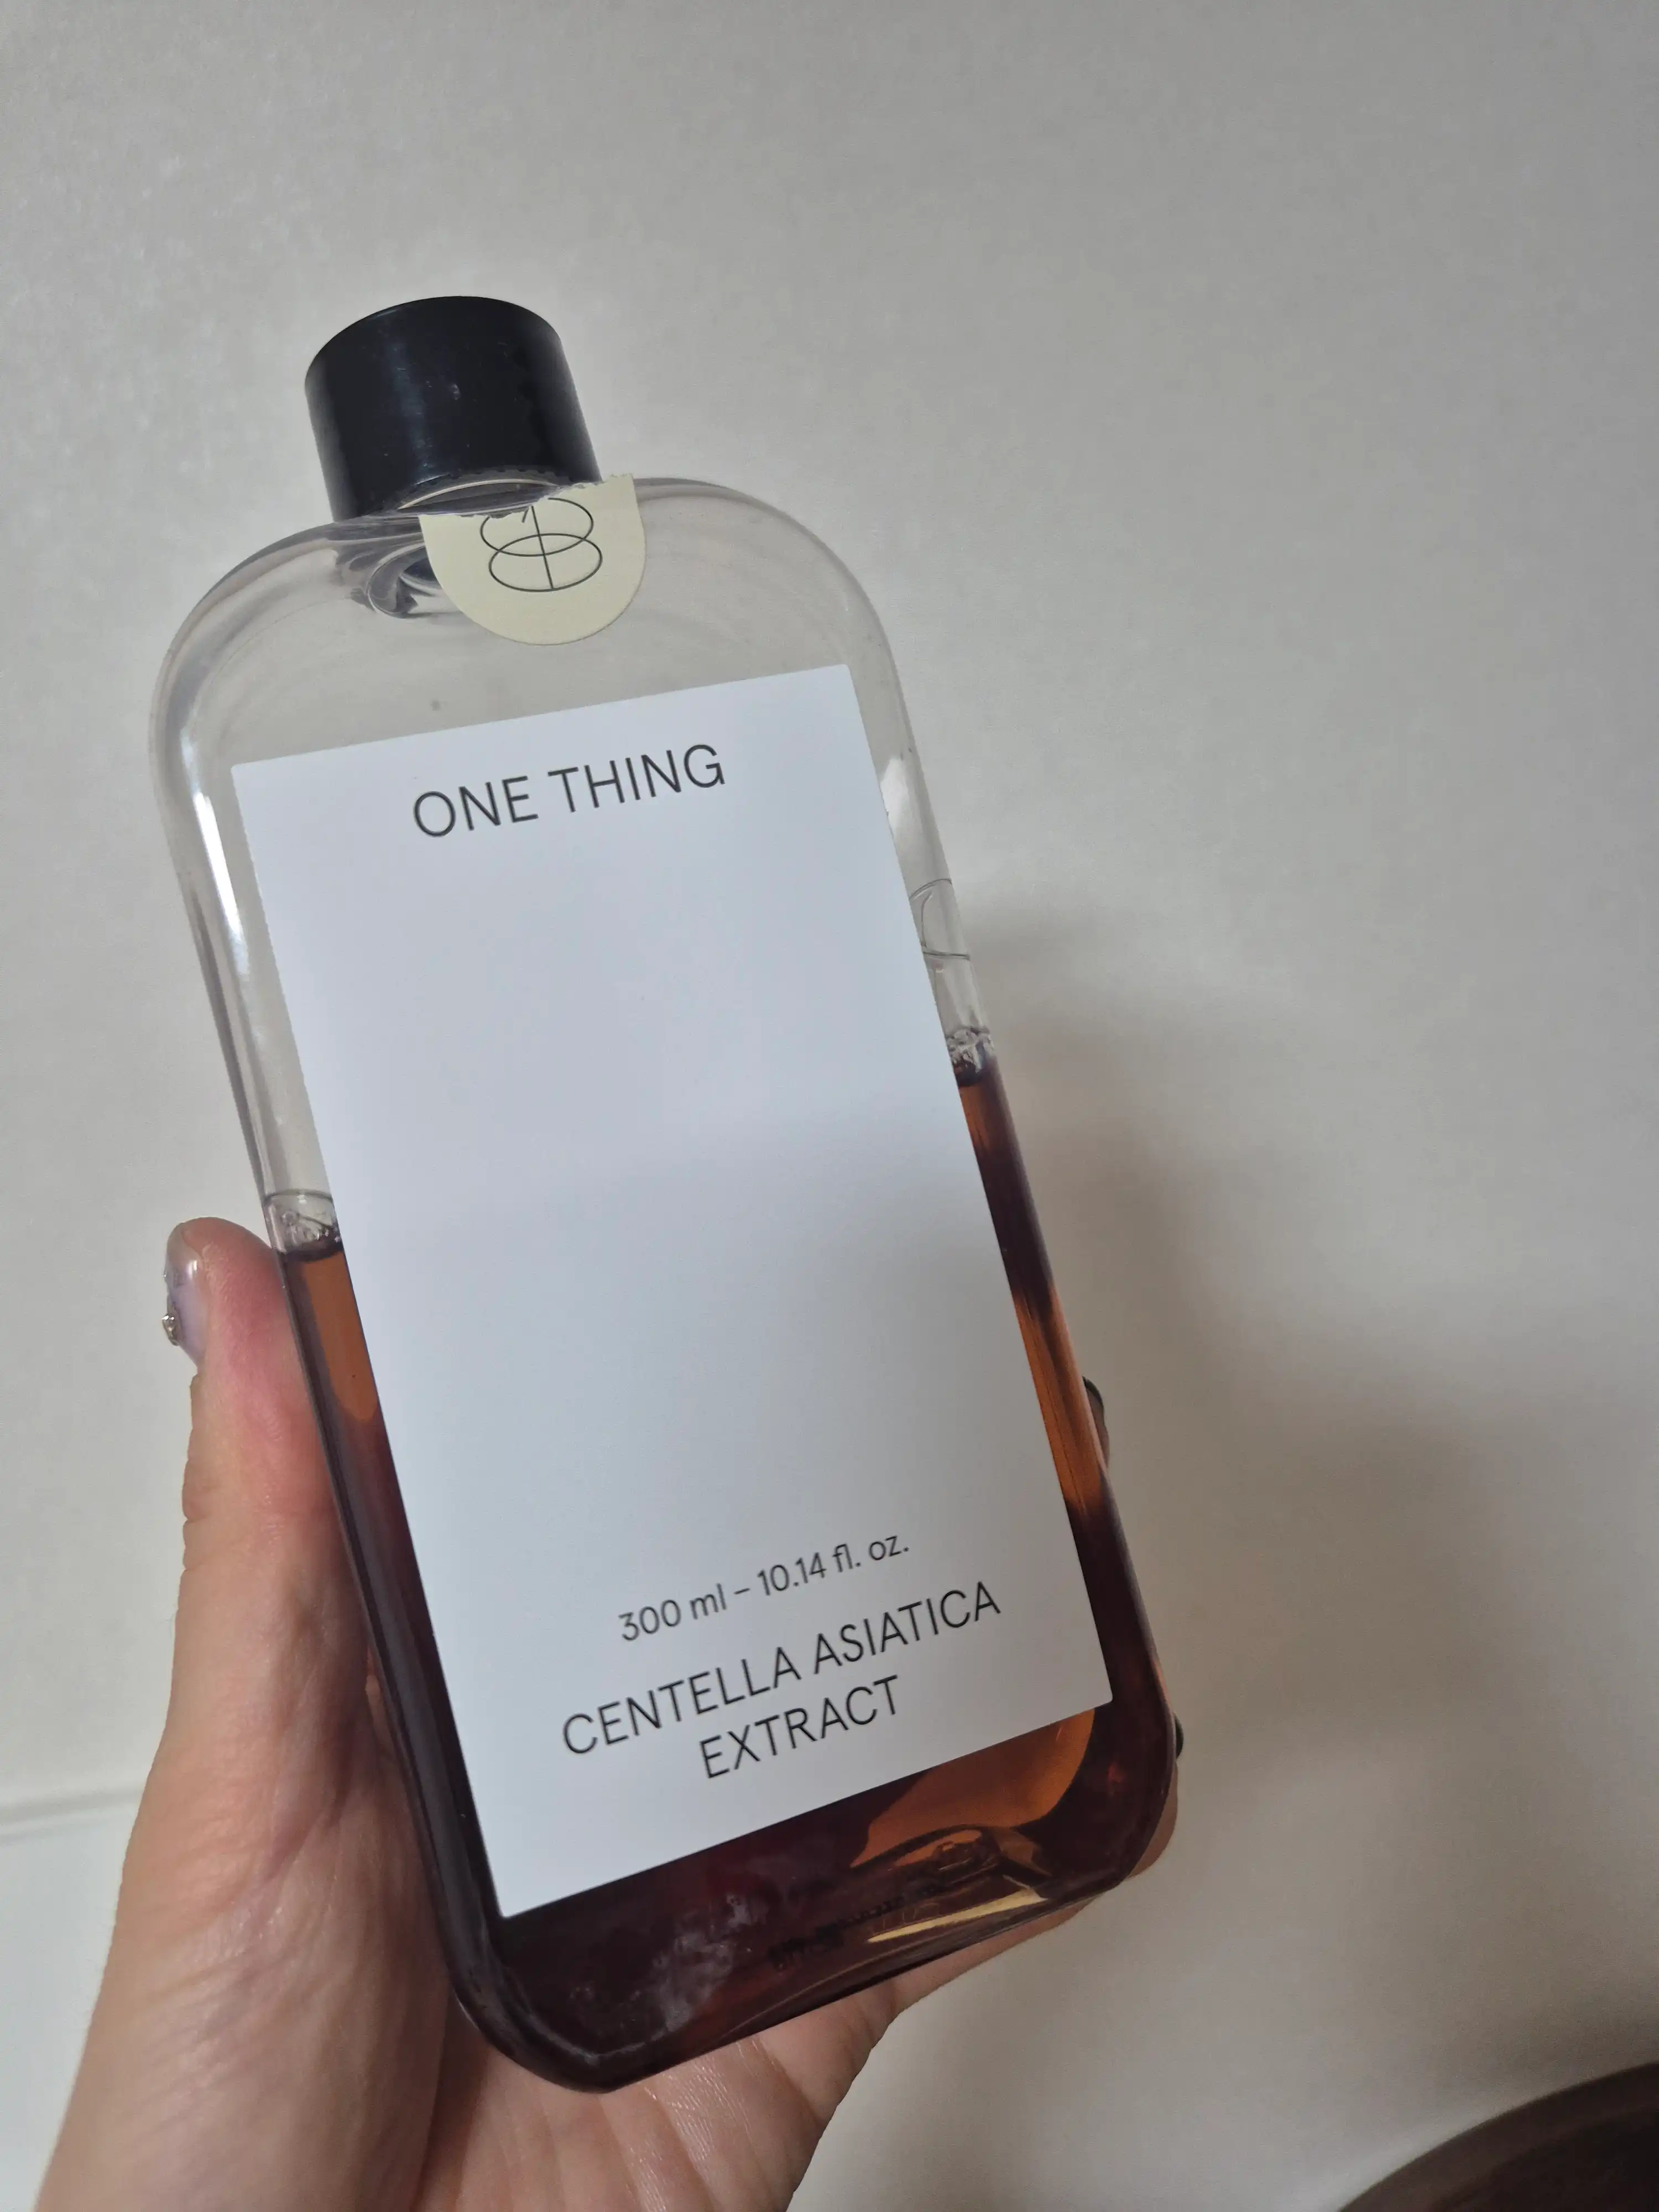 ONE THING
300 ml – 10.14 fl. oz.
CENTELLA ASIATICA
EXTRACT